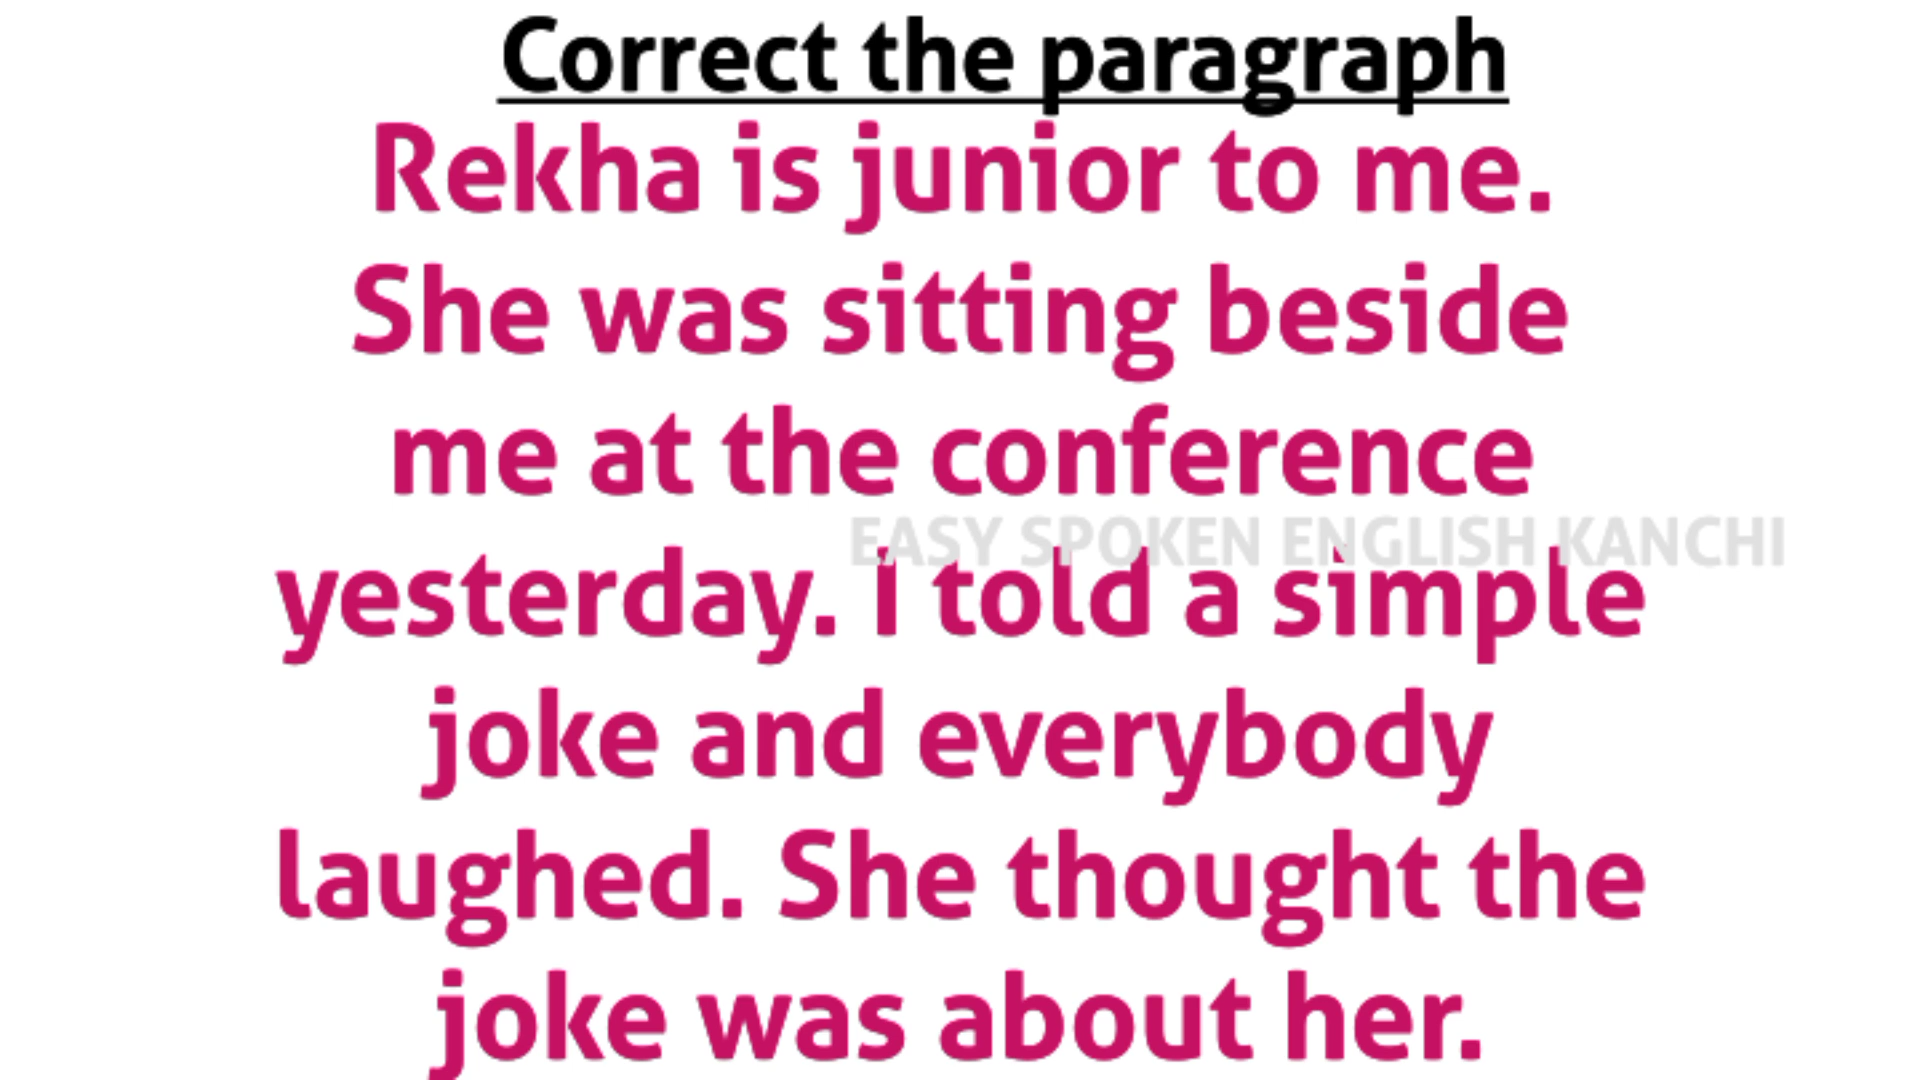 Correct the paragraph
Rekha is junior to me.
She was sitting beside
me at the conference
EASY SPOKEN ENGLISH KANCHI
yesterday. I told a simple
joke and everybody
laughed. She thought the
joke was about her.